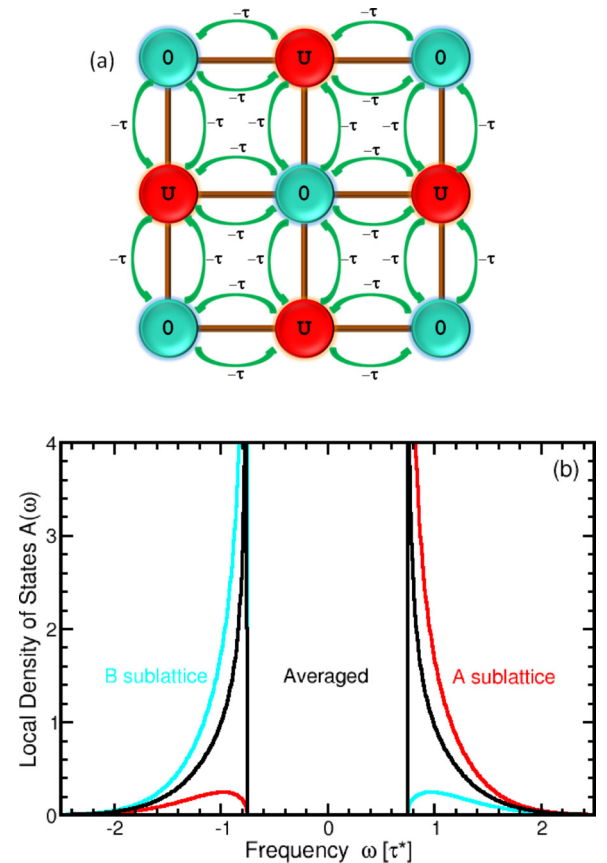 −τ −τ
(a) 0 U 0
−τ −τ
−τ −τ −τ −τ −τ −τ
−τ −τ
U 0 U
−τ −τ
−τ −τ −τ −τ −τ −τ
−τ −τ
0 U 0
−τ −τ
4
(b)
3
Local Density of States A(ω)
2
B sublattice Averaged A sublattice
1
0
-2 -1 0 1 2
Frequency ω [τ*]